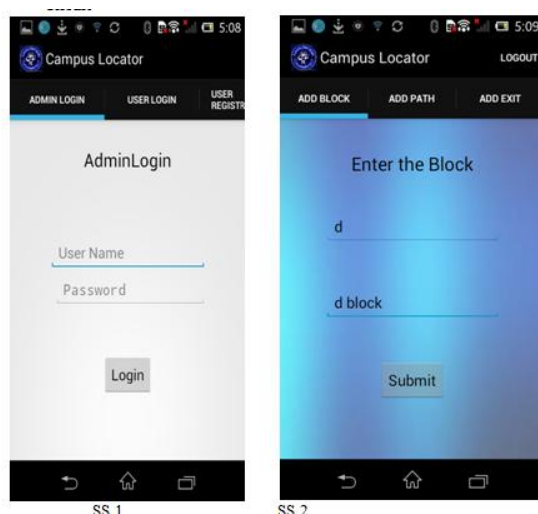 5:08
Campus Locator
ADMIN LOGIN USER LOGIN USER REGISTR
AdminLogin
User Name
Password
Login
SS 1
5:09
Campus Locator LOGOUT
ADD BLOCK ADD PATH ADD EXIT
Enter the Block
d
d block
Submit
SS 2